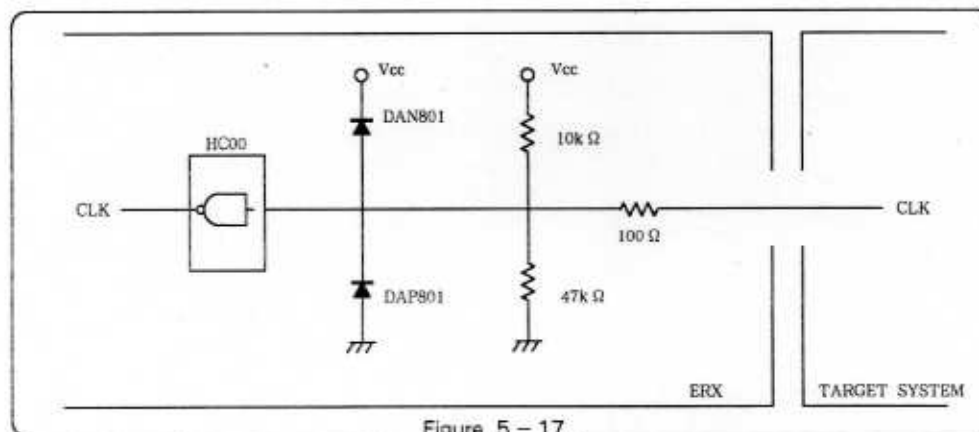 Vcc
Vcc
DAN801
HC00
10k Ω
CLK
CLK
100 Ω
DAP801
47k Ω
ERX
TARGET SYSTEM
Figure 5 – 17